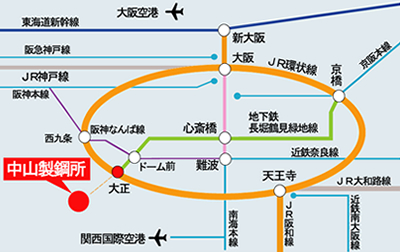 大阪空港
東海道新幹線
新大阪
阪急神戸線
大阪
JR環状線
京阪本線
JR神戸線
京橋
阪神本線
地下鉄
長堀鶴見緑地線
心斎橋
阪神なんば線
西九条
ドーム前
難波
近鉄奈良線
中山製鋼所
大正
天王寺
JR大和路線
南海本線
JR阪和線
近鉄南大阪線
関西国際空港